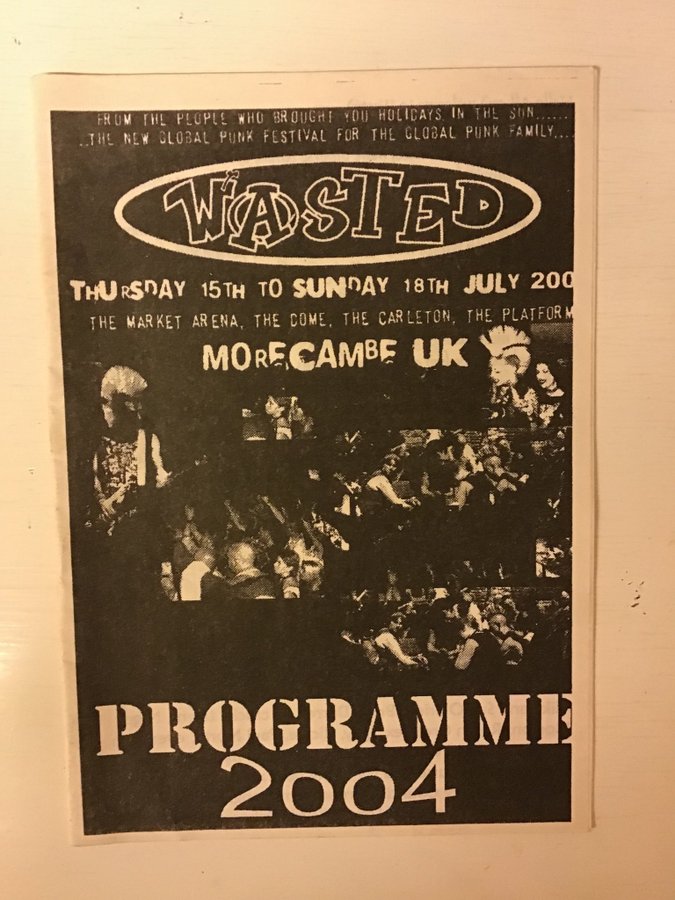 FROM THE PEOPLE WHO BROUGHT YOU HOLIDAYS IN THE SUN......
..THE NEW GLOBAL PUNK FESTIVAL FOR THE GLOBAL PUNK FAMILY....
WASTED
THURSDAY 15TH TO SUNDAY 18TH JULY 200
THE MARKET ARENA, THE DOME, THE CARLETON, THE PLATFORM
MORECAMBE UK
PROGRAMME
2004